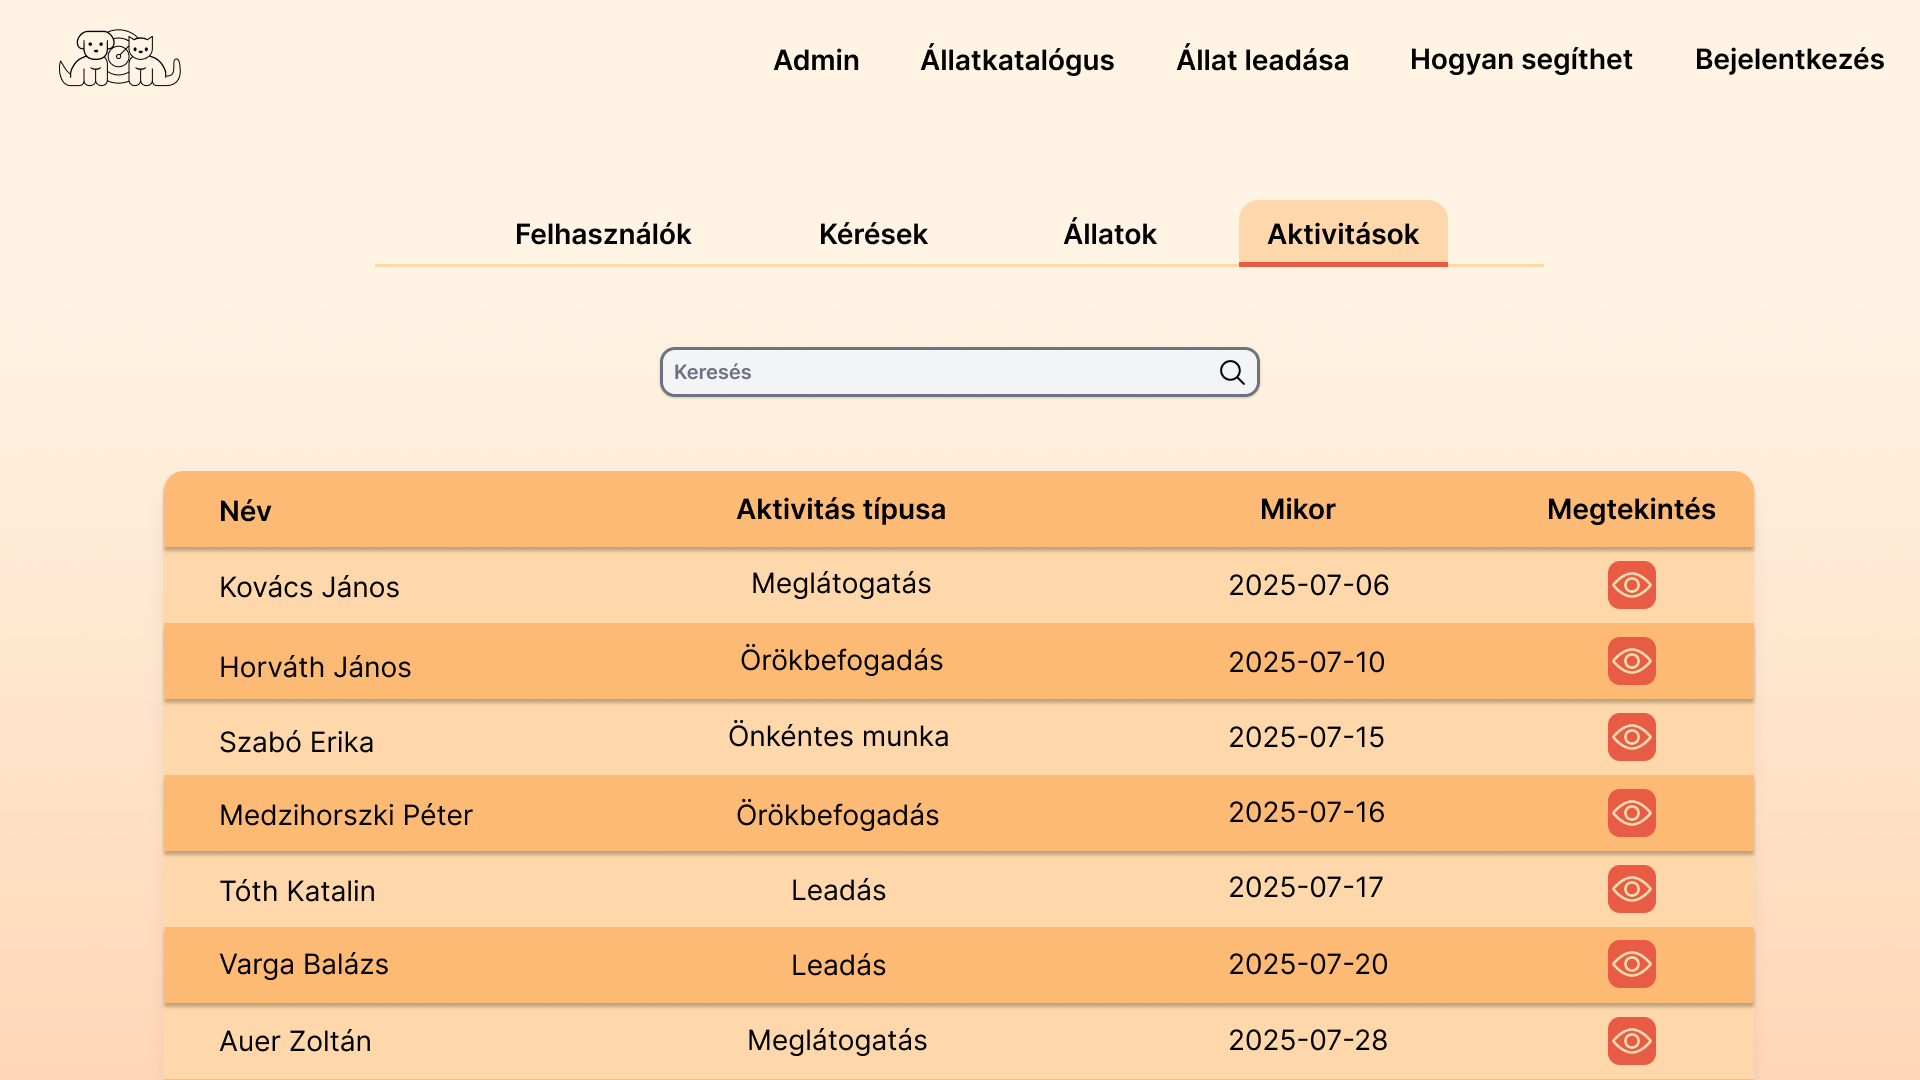 Admin Állatkatalógus Állat leadása Hogyan segíthet Bejelentkezés
Felhasználók Kérések Állatok Aktivitások
Keresés
Név Aktivitás típusa Mikor Megtekintés
Kovács János Meglátogatás 2025-07-06
Horváth János Örökbefogadás 2025-07-10
Szabó Erika Önkéntes munka 2025-07-15
Medzihorszki Péter Örökbefogadás 2025-07-16
Tóth Katalin Leadás 2025-07-17
Varga Balázs Leadás 2025-07-20
Auer Zoltán Meglátogatás 2025-07-28